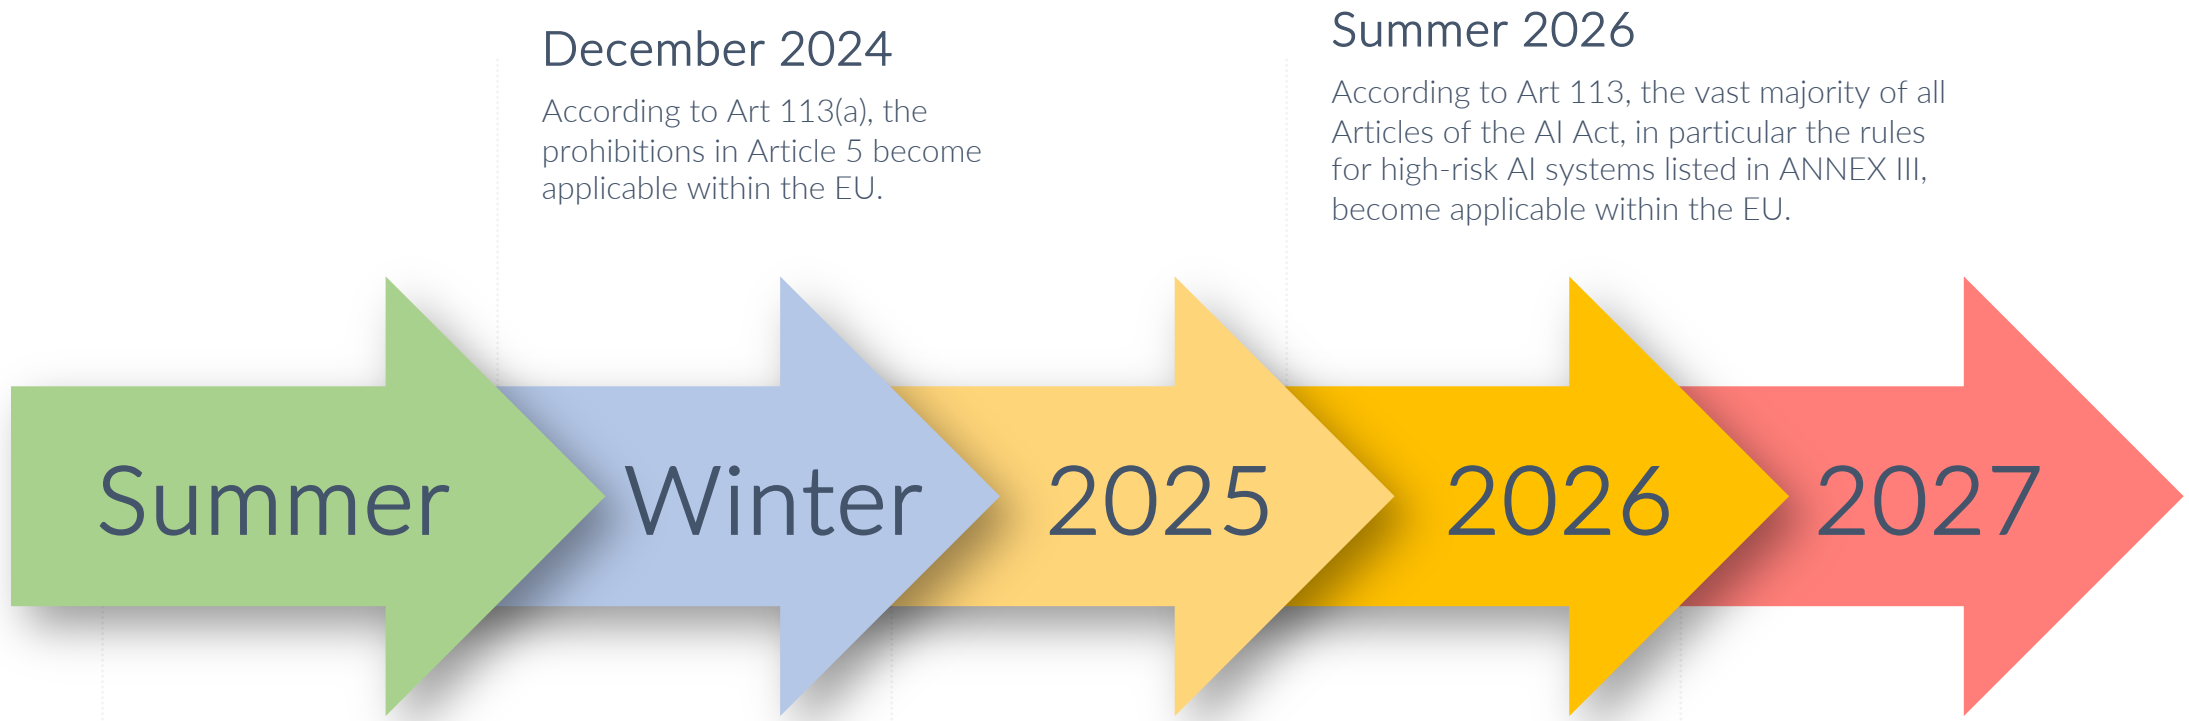 December 2024
According to Art 113(a), the
prohibitions in Article 5 become
applicable within the EU.
Summer 2026
According to Art 113, the vast majority of all
Articles of the AI Act, in particular the rules
for high-risk AI systems listed in ANNEX III,
become applicable within the EU.
Summer
Winter
2025
2026
2027